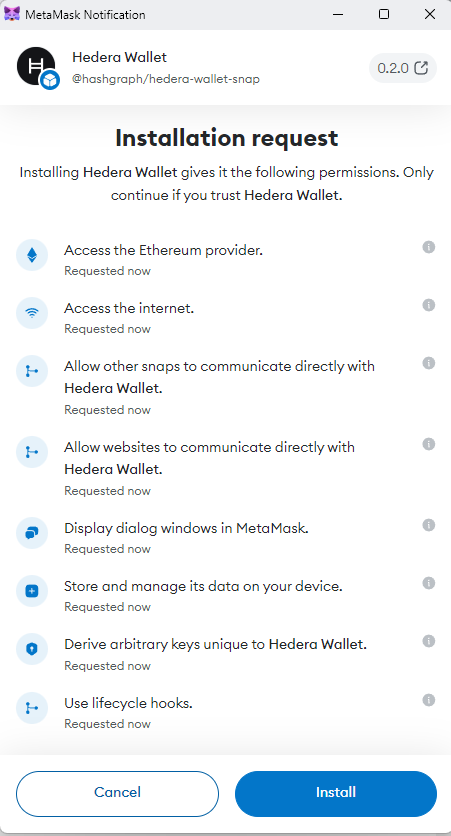 MetaMask Notification
Hedera Wallet
@hashgraph/hedera-wallet-snap
0.2.0
Installation request
Installing Hedera Wallet gives it the following permissions. Only
continue if you trust Hedera Wallet.
Access the Ethereum provider.
Requested now
Access the internet.
Requested now
Allow other snaps to communicate directly with
Hedera Wallet.
Requested now
Allow websites to communicate directly with
Hedera Wallet.
Requested now
Display dialog windows in MetaMask.
Requested now
Store and manage its data on your device.
Requested now
Derive arbitrary keys unique to Hedera Wallet.
Requested now
Use lifecycle hooks.
Requested now
Cancel
Install